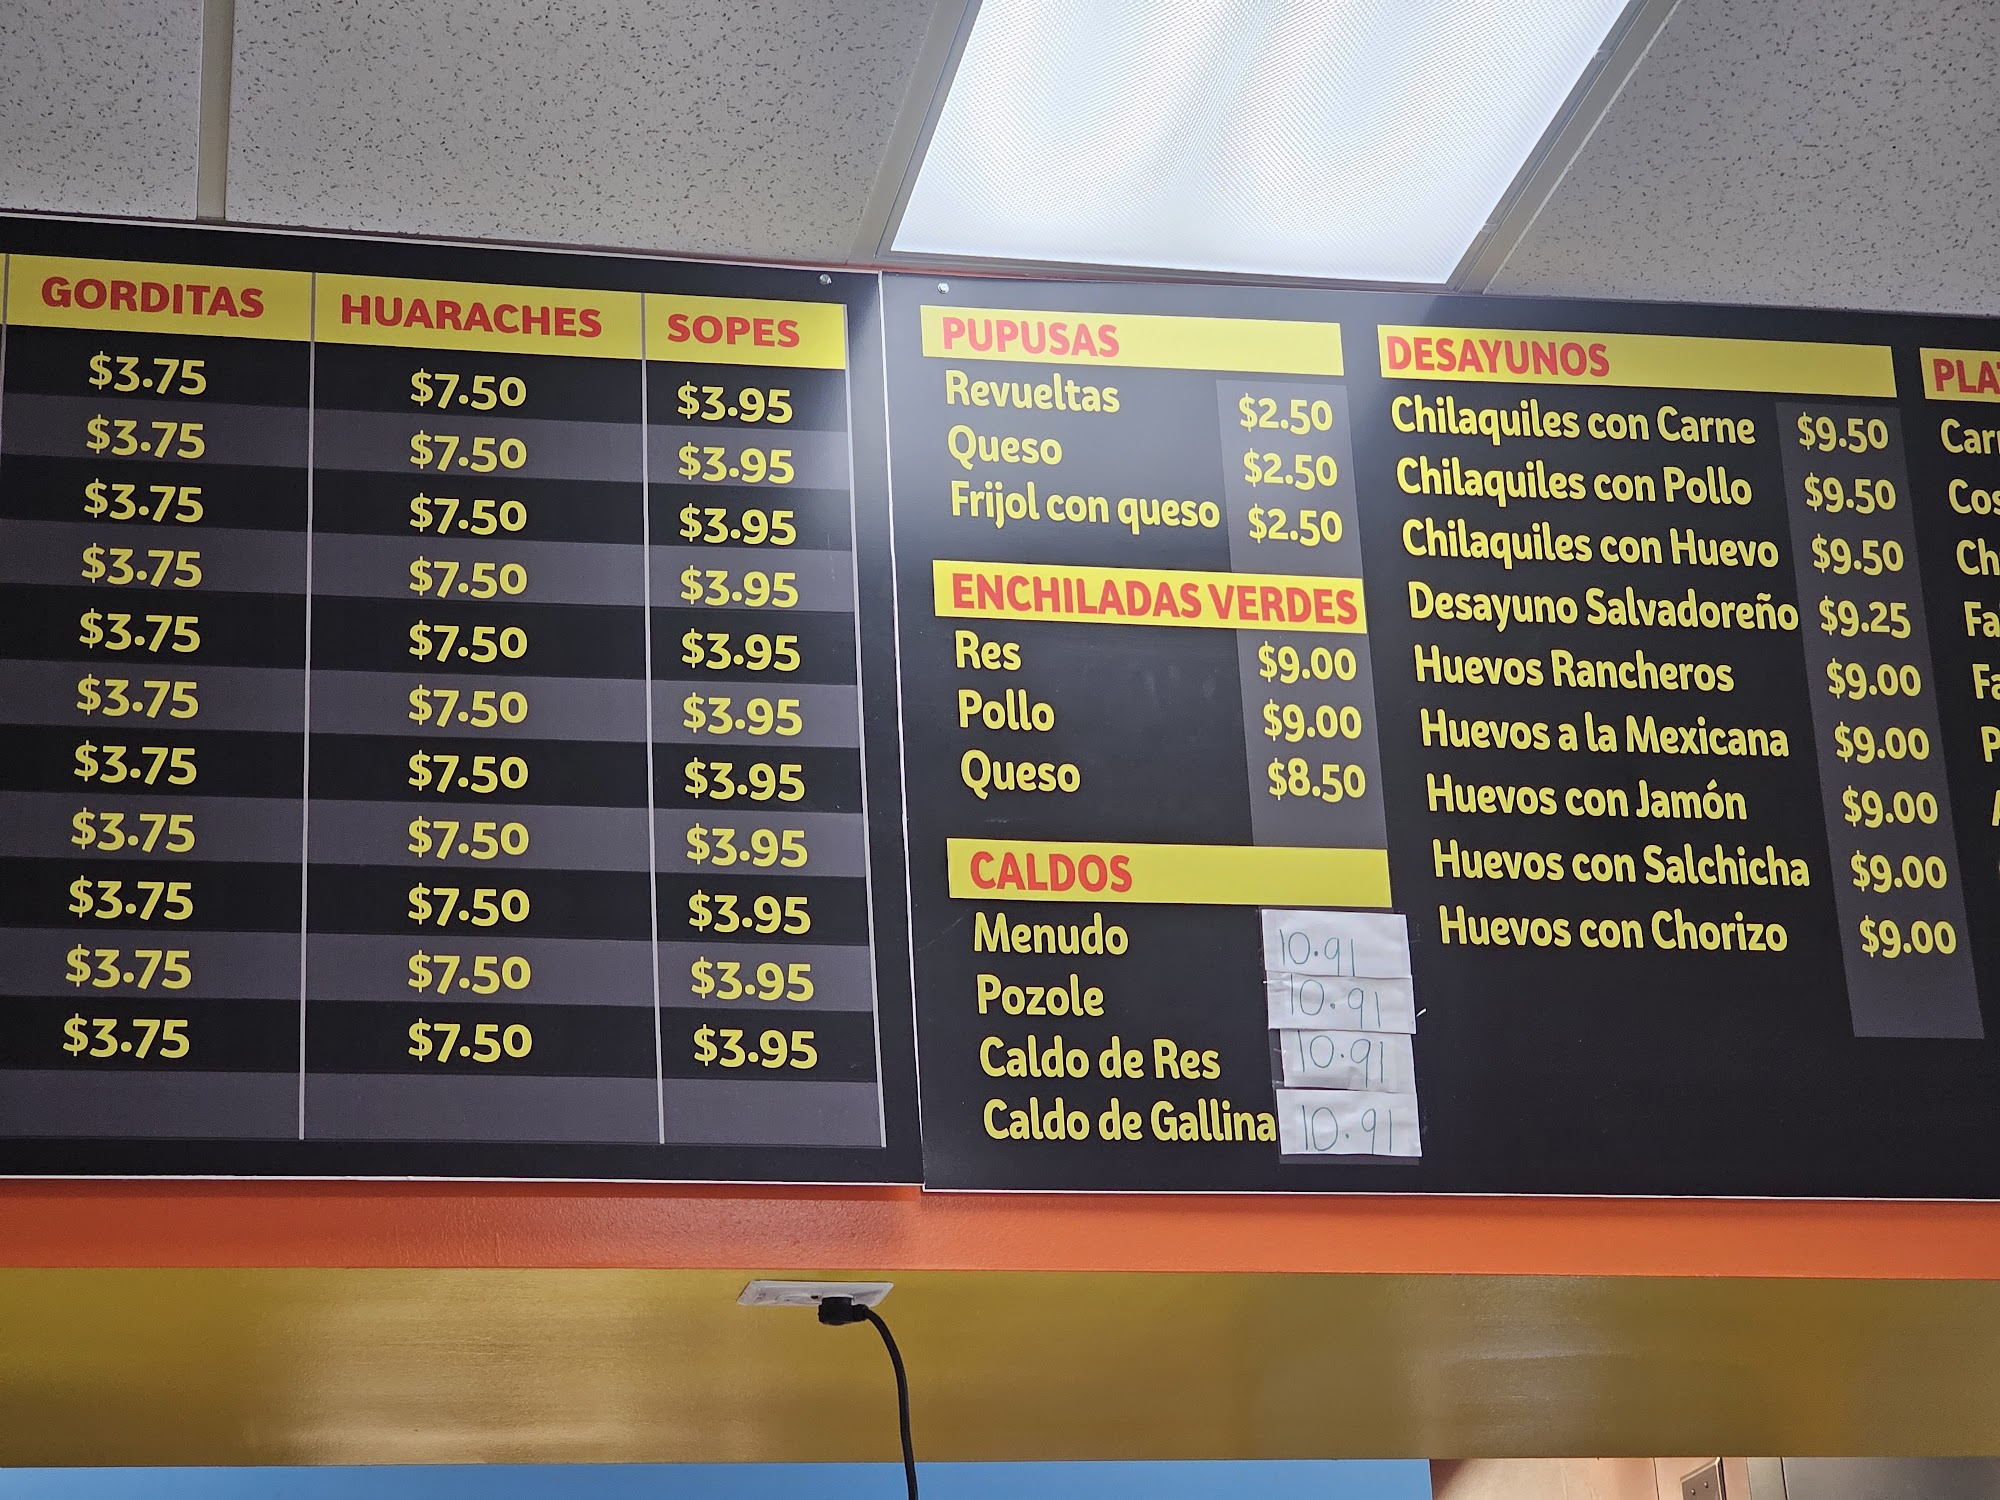 GORDITAS HUARACHES SOPES
$3.75 $7.50 $3.95
$3.75 $7.50 $3.95
$3.75 $7.50 $3.95
$3.75 $7.50 $3.95
$3.75 $7.50 $3.95
$3.75 $7.50 $3.95
$3.75 $7.50 $3.95
$3.75 $7.50 $3.95
$3.75 $7.50 $3.95
$3.75 $7.50 $3.95
$3.75 $7.50 $3.95
PUPUSAS
Revueltas $2.50
Queso $2.50
Frijol con queso $2.50
ENCHILADAS VERDES
Res $9.00
Pollo $9.00
Queso $8.50
CALDOS
Menudo 10.91
Pozole 10.91
Caldo de Res 10.91
Caldo de Gallina 10.91
DESAYUNOS
Chilaquiles con Carne $9.50
Chilaquiles con Pollo $9.50
Chilaquiles con Huevo $9.50
Desayuno Salvadoreño $9.25
Huevos Rancheros $9.00
Huevos a la Mexicana $9.00
Huevos con Jamón $9.00
Huevos con Salchicha $9.00
Huevos con Chorizo $9.00